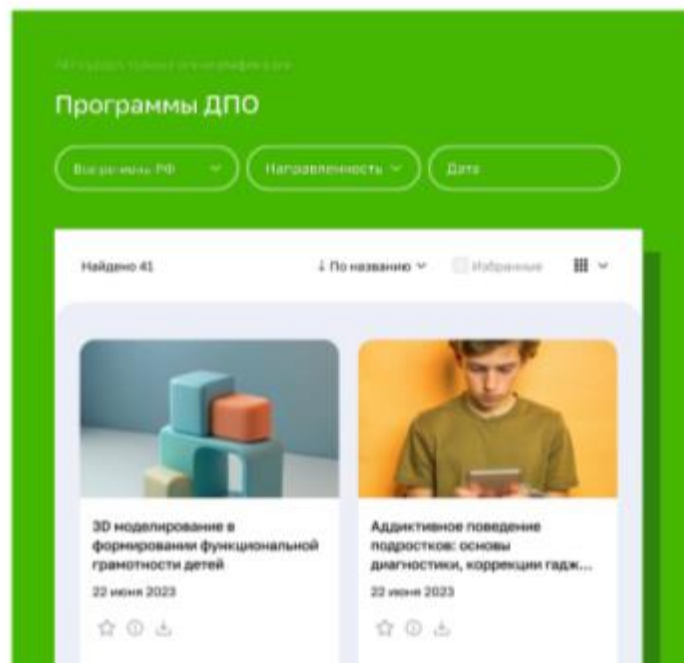 Программы ДПО
Все регионы РФ
Направленность
Дата
Найдено 41
↓ По названию
Избранные
3D моделирование в
формировании функциональной
грамотности детей
22 июня 2023
Аддиктивное поведение
подростков: основы
диагностики, коррекции гадж...
22 июня 2023